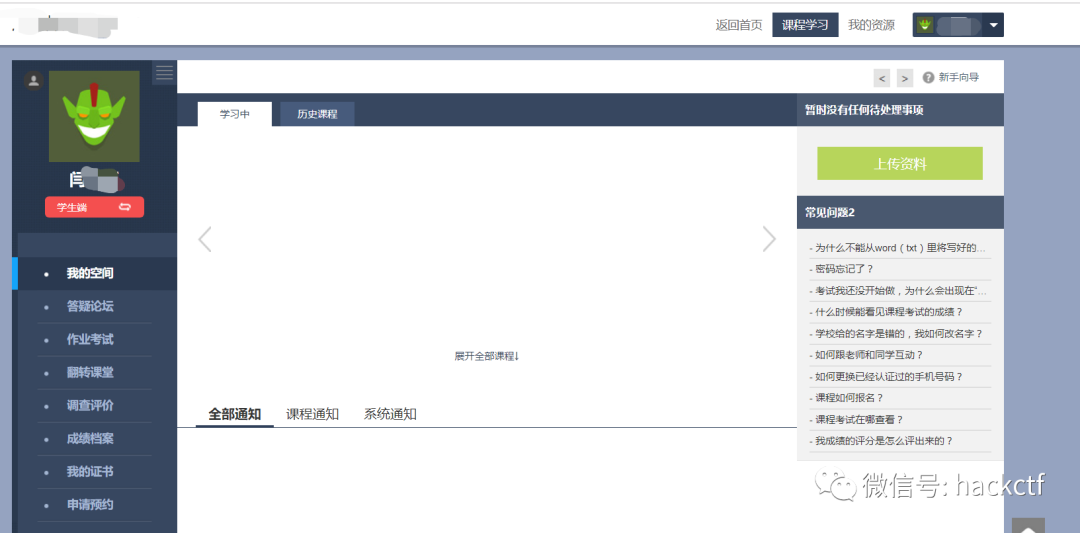 返回首页 课程学习 我的资源
< > ? 新手向导
学习中 历史课程
暂时没有任何待处理事项
上传资料
闫
学生端
常见问题2
- 为什么不能从word（txt）里将写好的...
- 密码忘记了？
- 考试我还没开始做，为什么会出现在“...
- 什么时候能看见课程考试的成绩？
- 学校给的名字是错的，我如何改名字？
- 如何跟老师和同学互动？
- 如何更换已经认证过的手机号码？
- 课程如何报名？
- 课程考试在哪查看？
- 我成绩的评分是怎么评出来的？
我的空间
答疑论坛
作业考试
翻转课堂
调查评价
成绩档案
我的证书
申请预约
展开全部课程↓
全部通知 课程通知 系统通知
微信号: hackctf